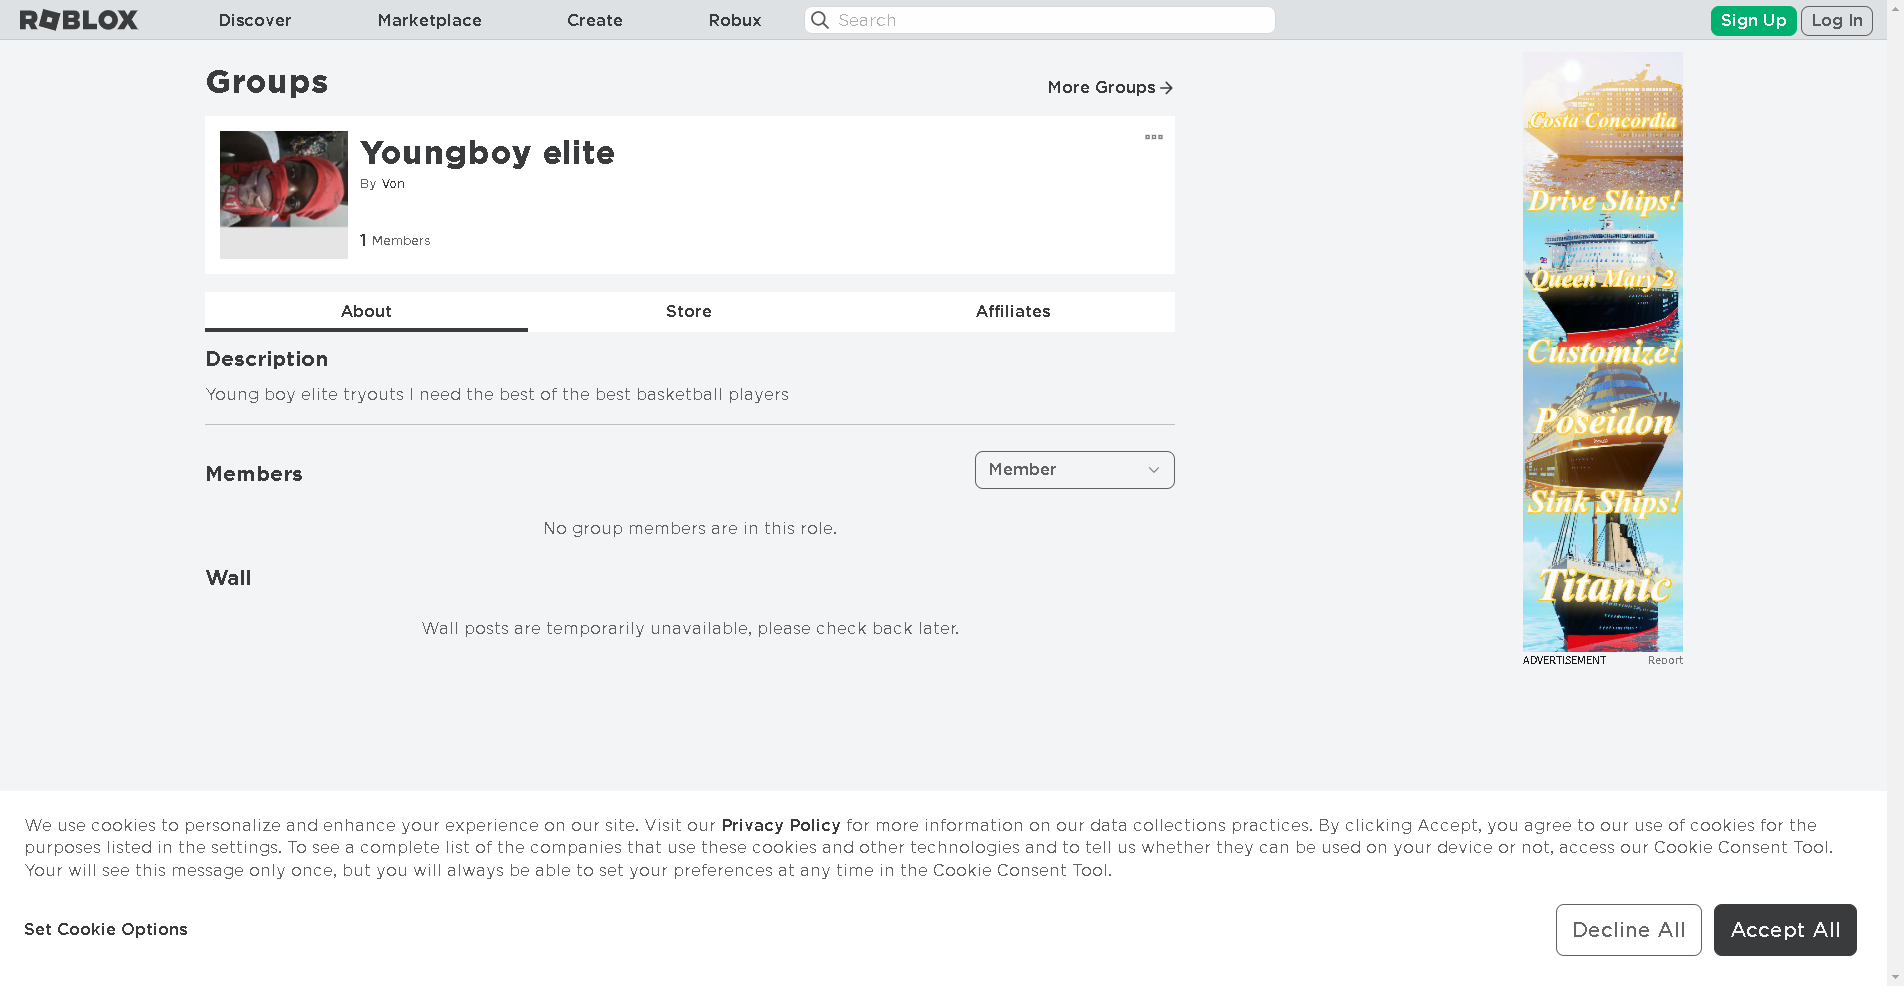 ROBLOX Discover Marketplace Create Robux Search Sign Up Log In
Groups
More Groups
Youngboy elite
By Von
1 Members
About Store Affiliates
Description
Young boy elite tryouts I need the best of the best basketball players
Members
Member
No group members are in this role.
Wall
Wall posts are temporarily unavailable, please check back later.
Costa Concordia
Drive Ships!
Queen Mary 2
Customize!
Poseidon
Sink Ships!
Titanic
ADVERTISEMENT Report
We use cookies to personalize and enhance your experience on our site. Visit our Privacy Policy for more information on our data collections practices. By clicking Accept, you agree to our use of cookies for the
purposes listed in the settings. To see a complete list of the companies that use these cookies and other technologies and to tell us whether they can be used on your device or not, access our Cookie Consent Tool.
Your will see this message only once, but you will always be able to set your preferences at any time in the Cookie Consent Tool.
Set Cookie Options
Decline All Accept All